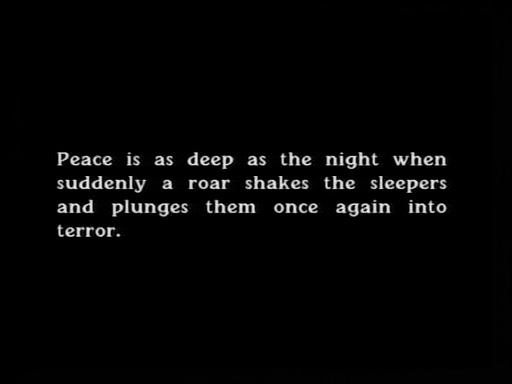 Peace is as deep as the night when
suddenly a roar shakes the sleepers
and plunges them once again into
terror.